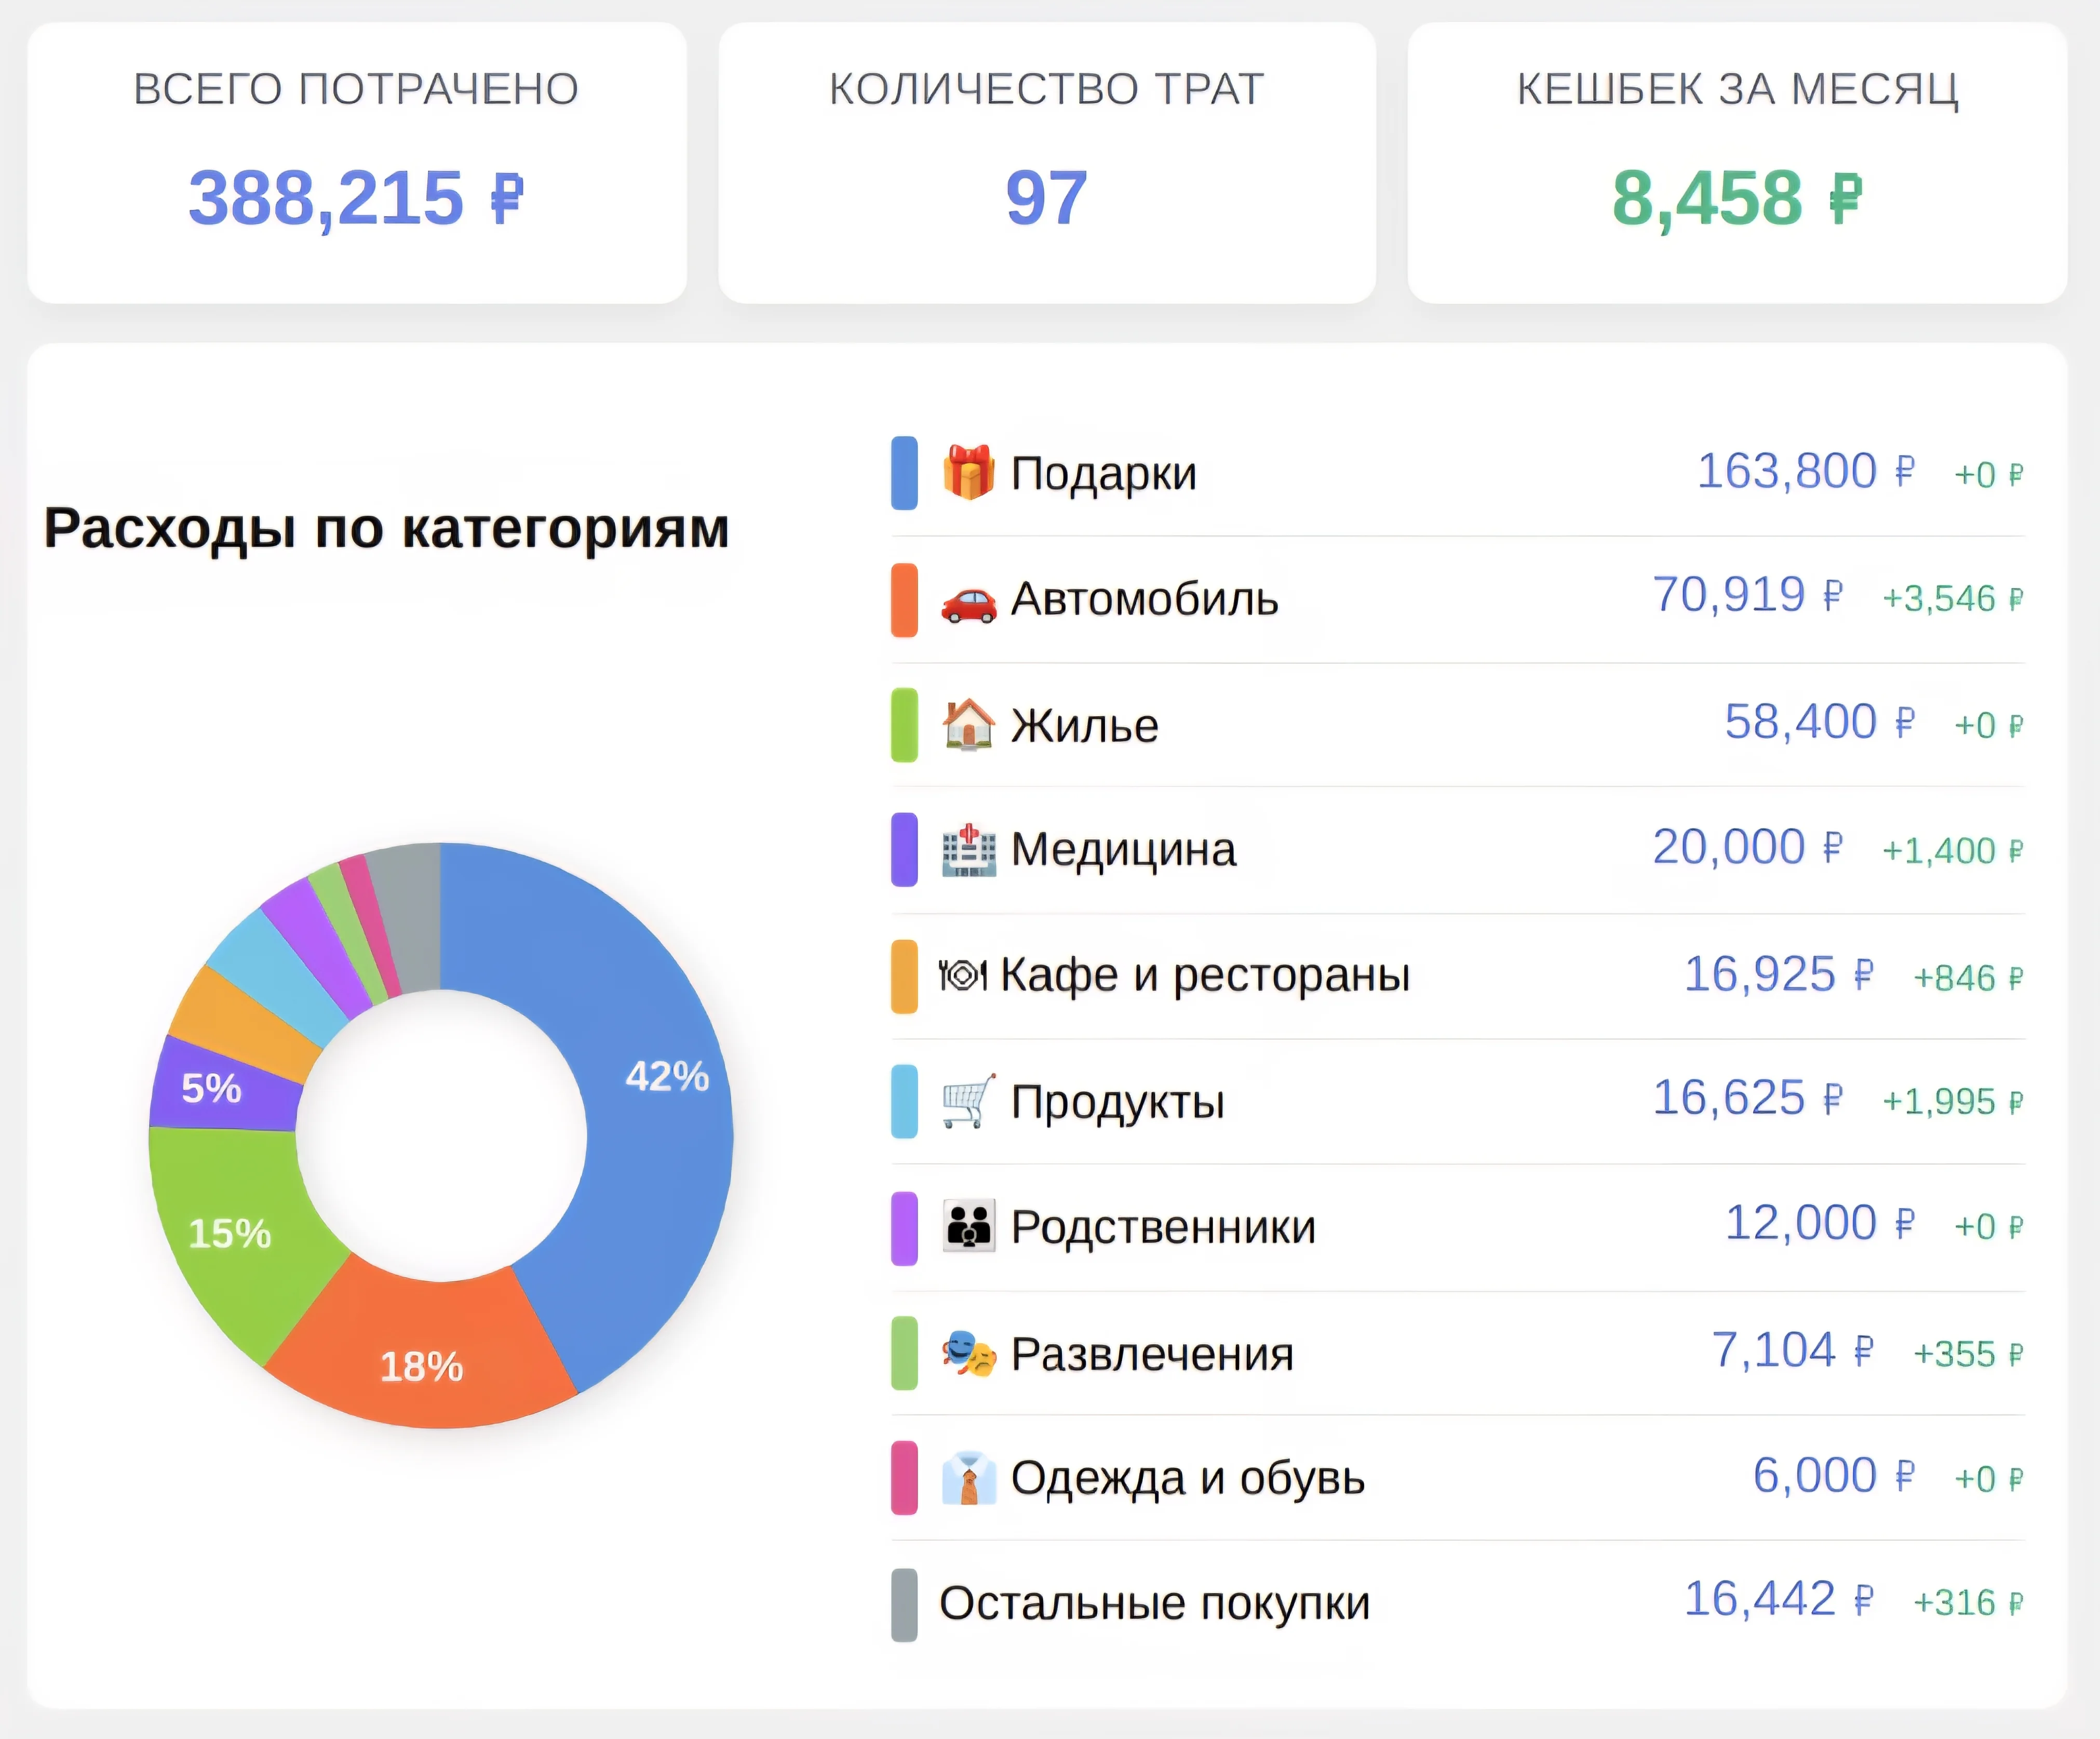 ВСЕГО ПОТРАЧЕНО
388,215 ₽
КОЛИЧЕСТВО ТРАТ
97
КЕШБЕК ЗА МЕСЯЦ
8,458 ₽
Расходы по категориям
42%
18%
15%
5%
Подарки 163,800 ₽ +0 ₽
Автомобиль 70,919 ₽ +3,546 ₽
Жилье 58,400 ₽ +0 ₽
Медицина 20,000 ₽ +1,400 ₽
Кафе и рестораны 16,925 ₽ +846 ₽
Продукты 16,625 ₽ +1,995 ₽
Родственники 12,000 ₽ +0 ₽
Развлечения 7,104 ₽ +355 ₽
Одежда и обувь 6,000 ₽ +0 ₽
Остальные покупки 16,442 ₽ +316 ₽